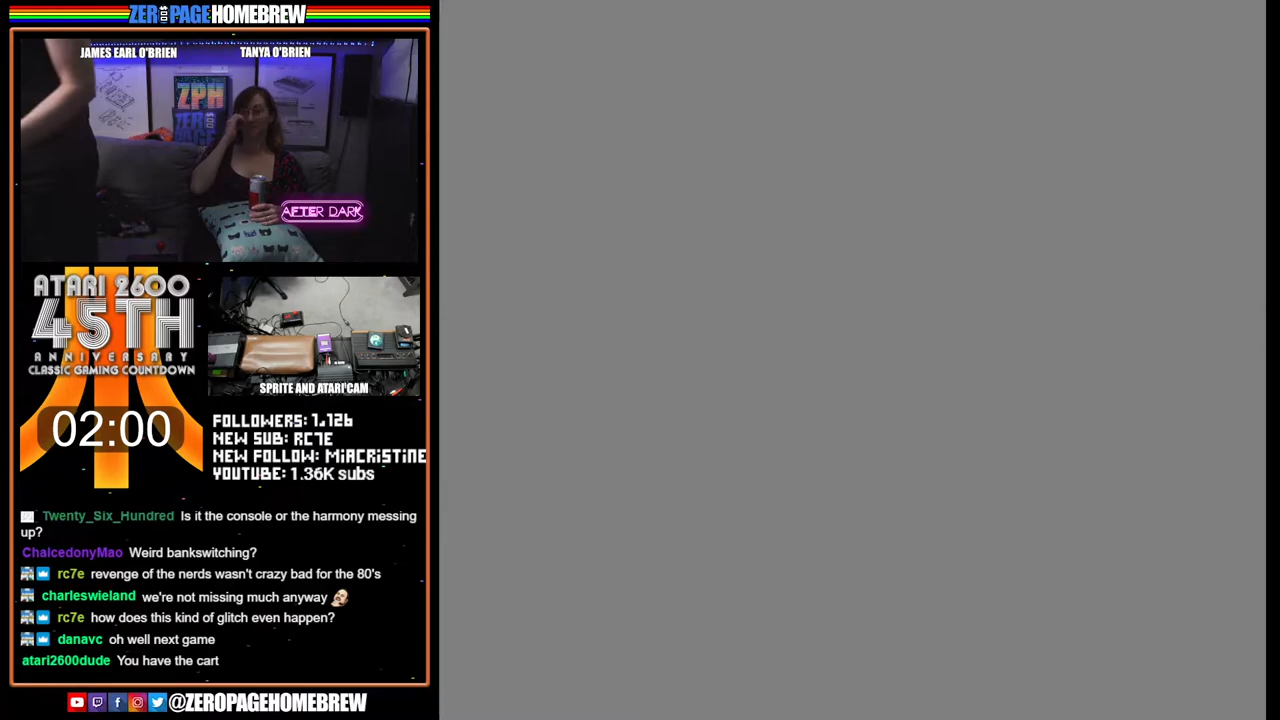 ZERO PAGE HOMEBREW
JAMES EARL O'BRIEN
TANYA O'BRIEN
ZPH
AFTER DARK
ATARI 2600
45TH
ANNIVERSARY
CLASSIC GAMING COUNTDOWN
02:00
SPRITE AND ATARI CAM
FOLLOWERS: 1,126
NEW SUB: RC7E
NEW FOLLOW: MIACRISTINE
YOUTUBE: 1.36K subs
Twenty_Six_Hundred Is it the console or the harmony messing
up?
ChalcedonyMao Weird bankswitching?
rc7e revenge of the nerds wasn't crazy bad for the 80's
charleswieland we're not missing much anyway
rc7e how does this kind of glitch even happen?
danavc oh well next game
atari2600dude You have the cart
@ZEROPAGEHOMEBREW